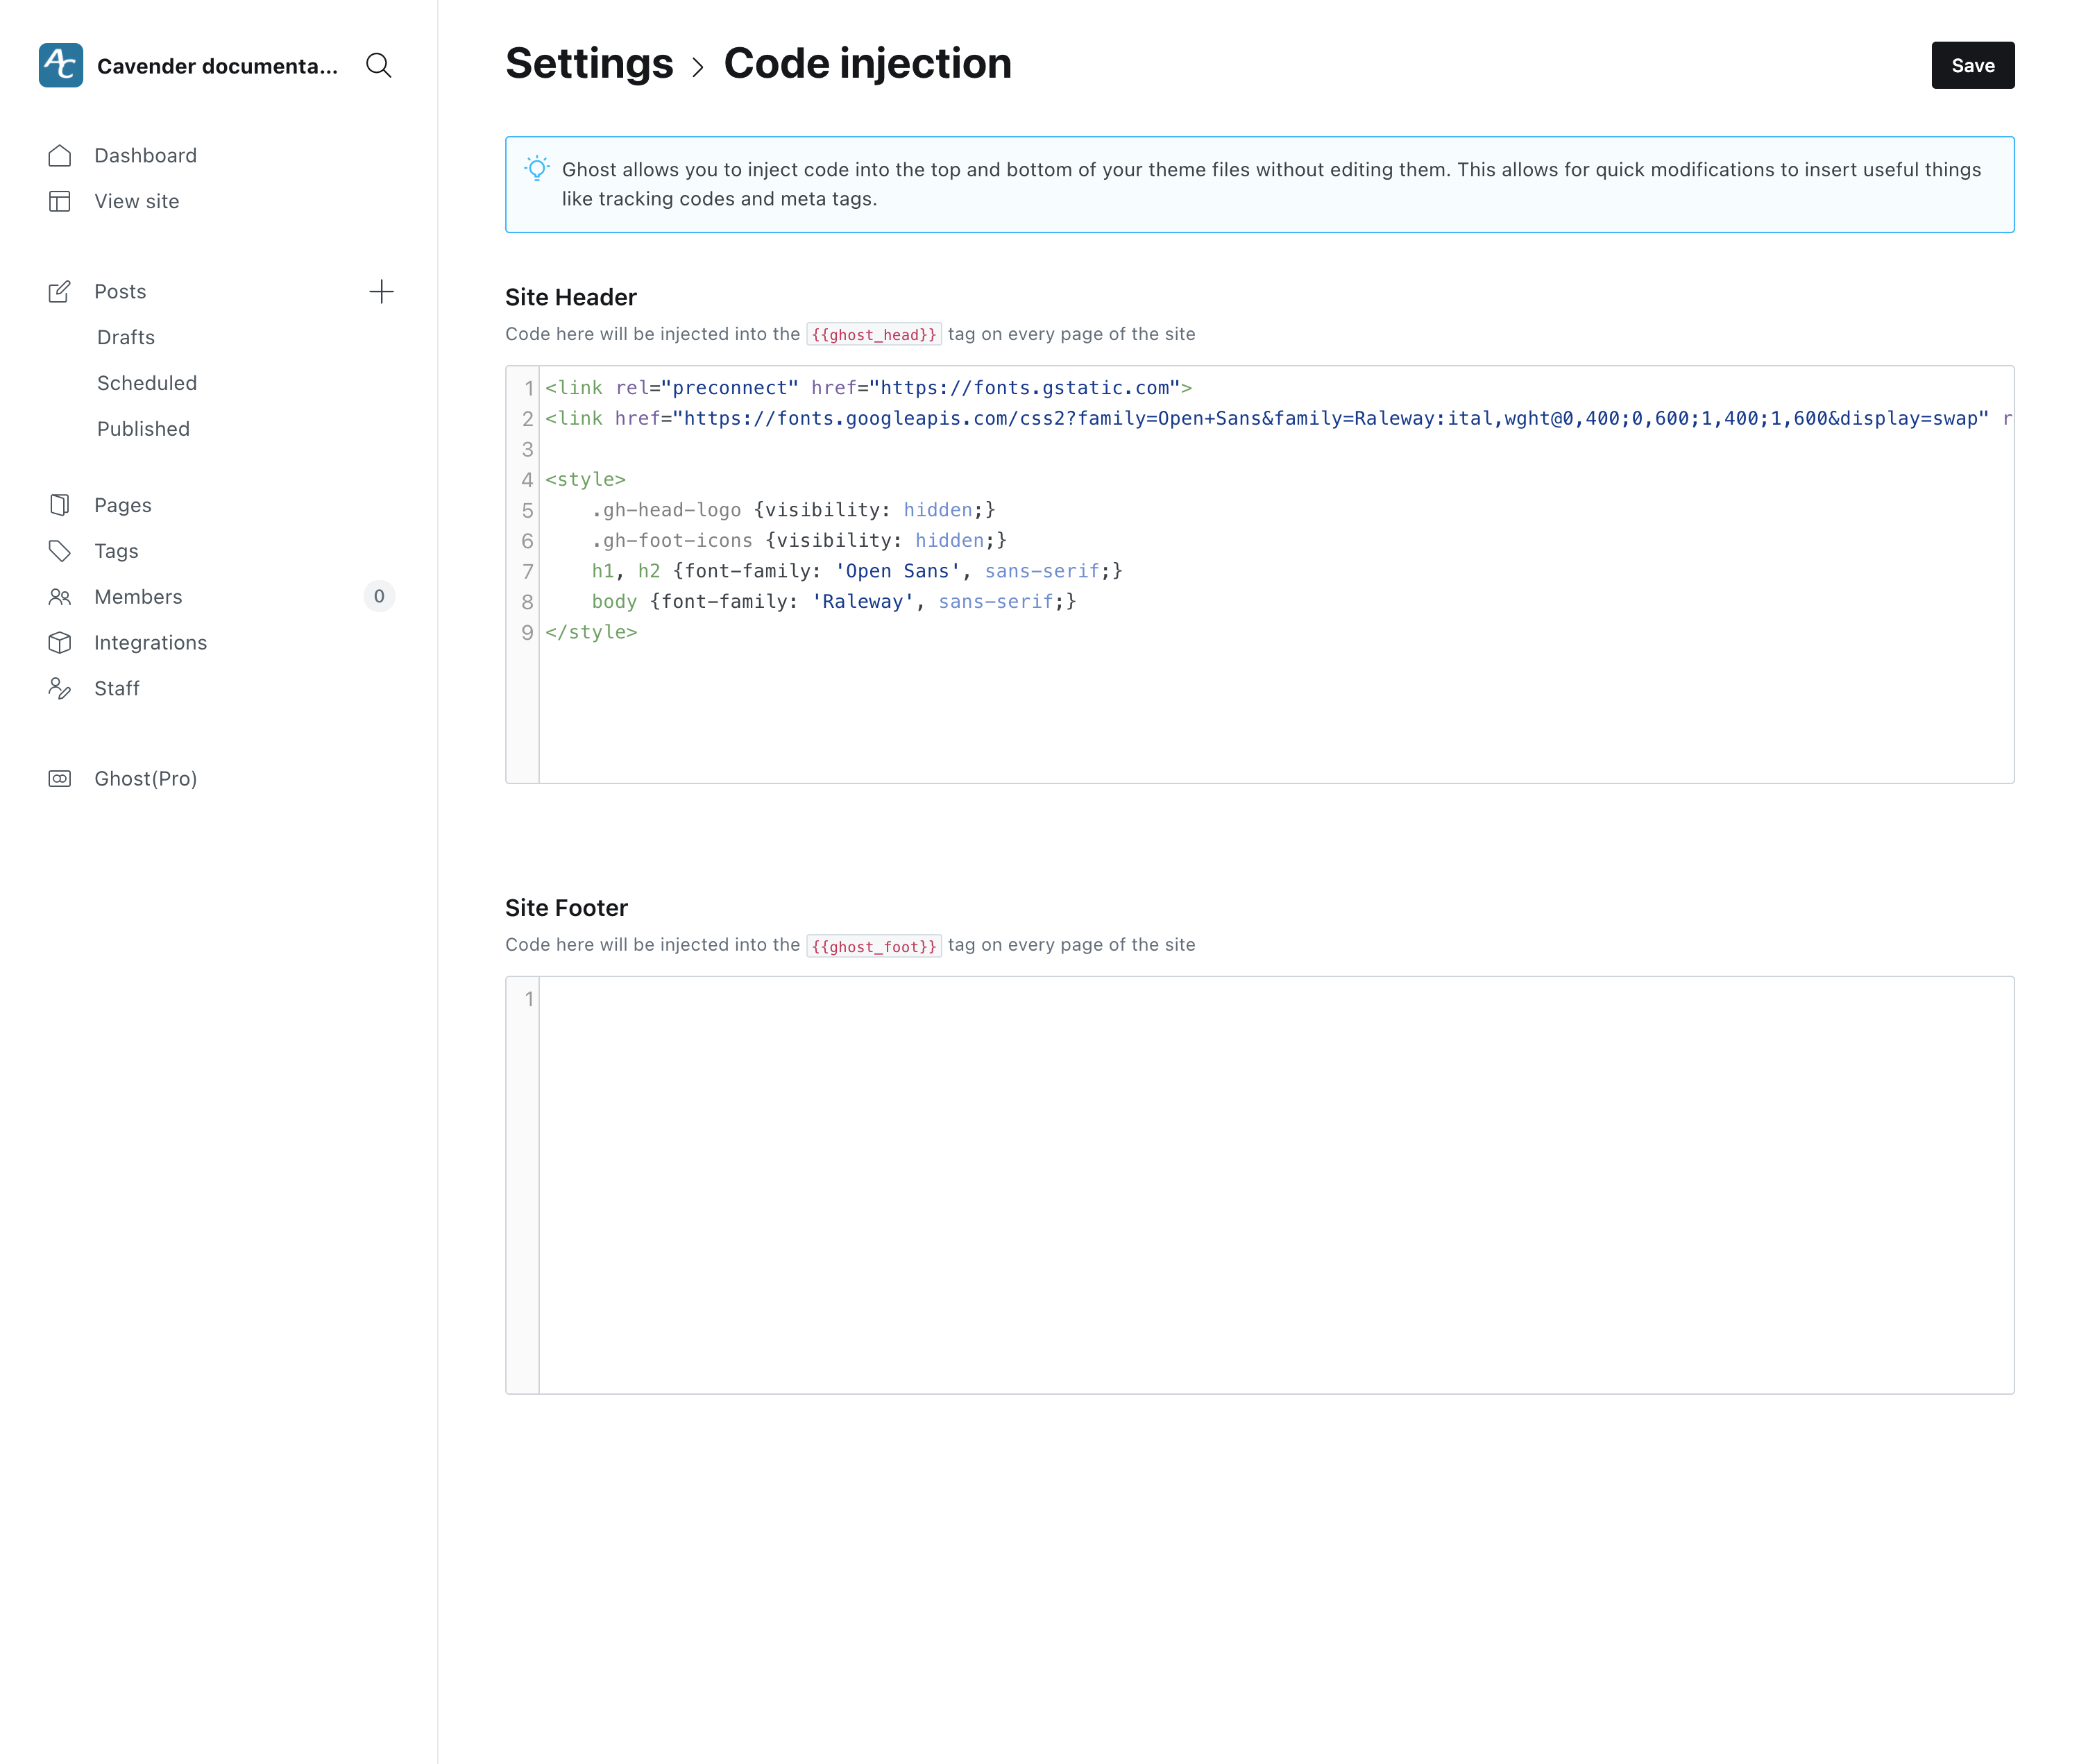 AC Cavender documenta...
Dashboard
View site
Posts
Drafts
Scheduled
Published
Pages
Tags
Members 0
Integrations
Staff
Ghost(Pro)
Settings > Code injection
Save
Ghost allows you to inject code into the top and bottom of your theme files without editing them. This allows for quick modifications to insert useful things
like tracking codes and meta tags.
Site Header
Code here will be injected into the {{ghost_head}} tag on every page of the site
1 <link rel="preconnect" href="https://fonts.gstatic.com">
2 <link href="https://fonts.googleapis.com/css2?family=Open+Sans&family=Raleway:ital,wght@0,400;0,600;1,400;1,600&display=swap" r
3
4 <style>
5     .gh-head-logo {visibility: hidden;}
6     .gh-foot-icons {visibility: hidden;}
7     h1, h2 {font-family: 'Open Sans', sans-serif;}
8     body {font-family: 'Raleway', sans-serif;}
9 </style>
Site Footer
Code here will be injected into the {{ghost_foot}} tag on every page of the site
1